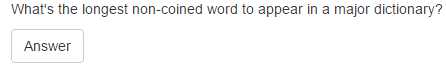 What's the longest non-coined word to appear in a major dictionary?
Answer